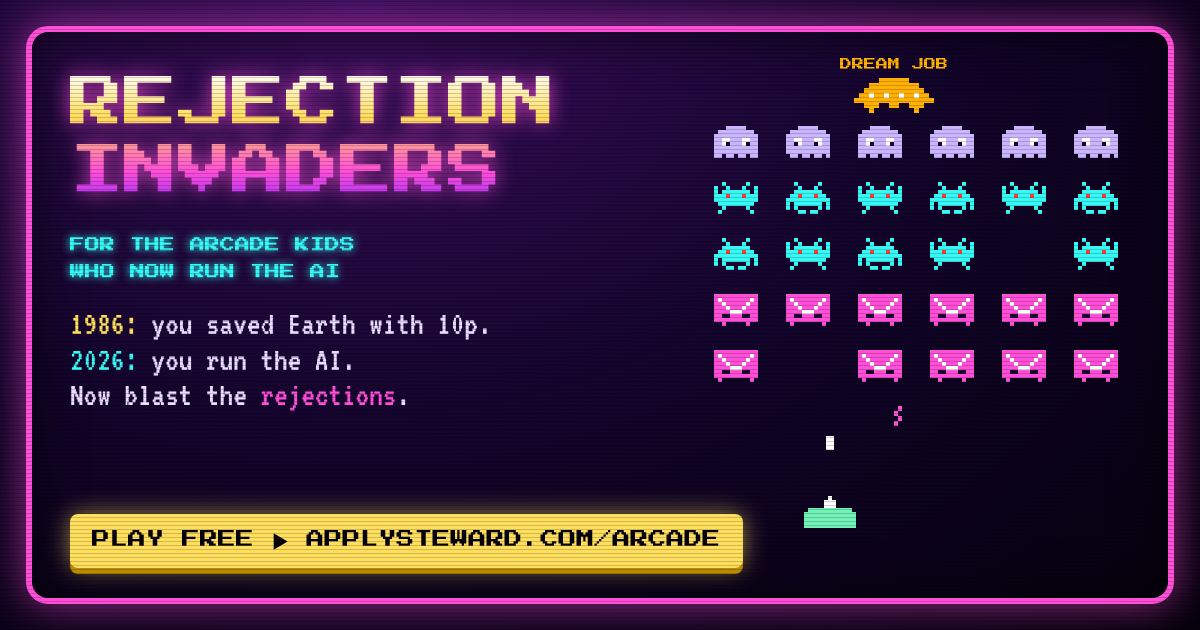 REJECTION
INVADERS
FOR THE ARCADE KIDS
WHO NOW RUN THE AI
1986: you saved Earth with 10p.
2026: you run the AI.
Now blast the rejections.
PLAY FREE ▶ APPLYSTEWARD.COM/ARCADE
DREAM JOB